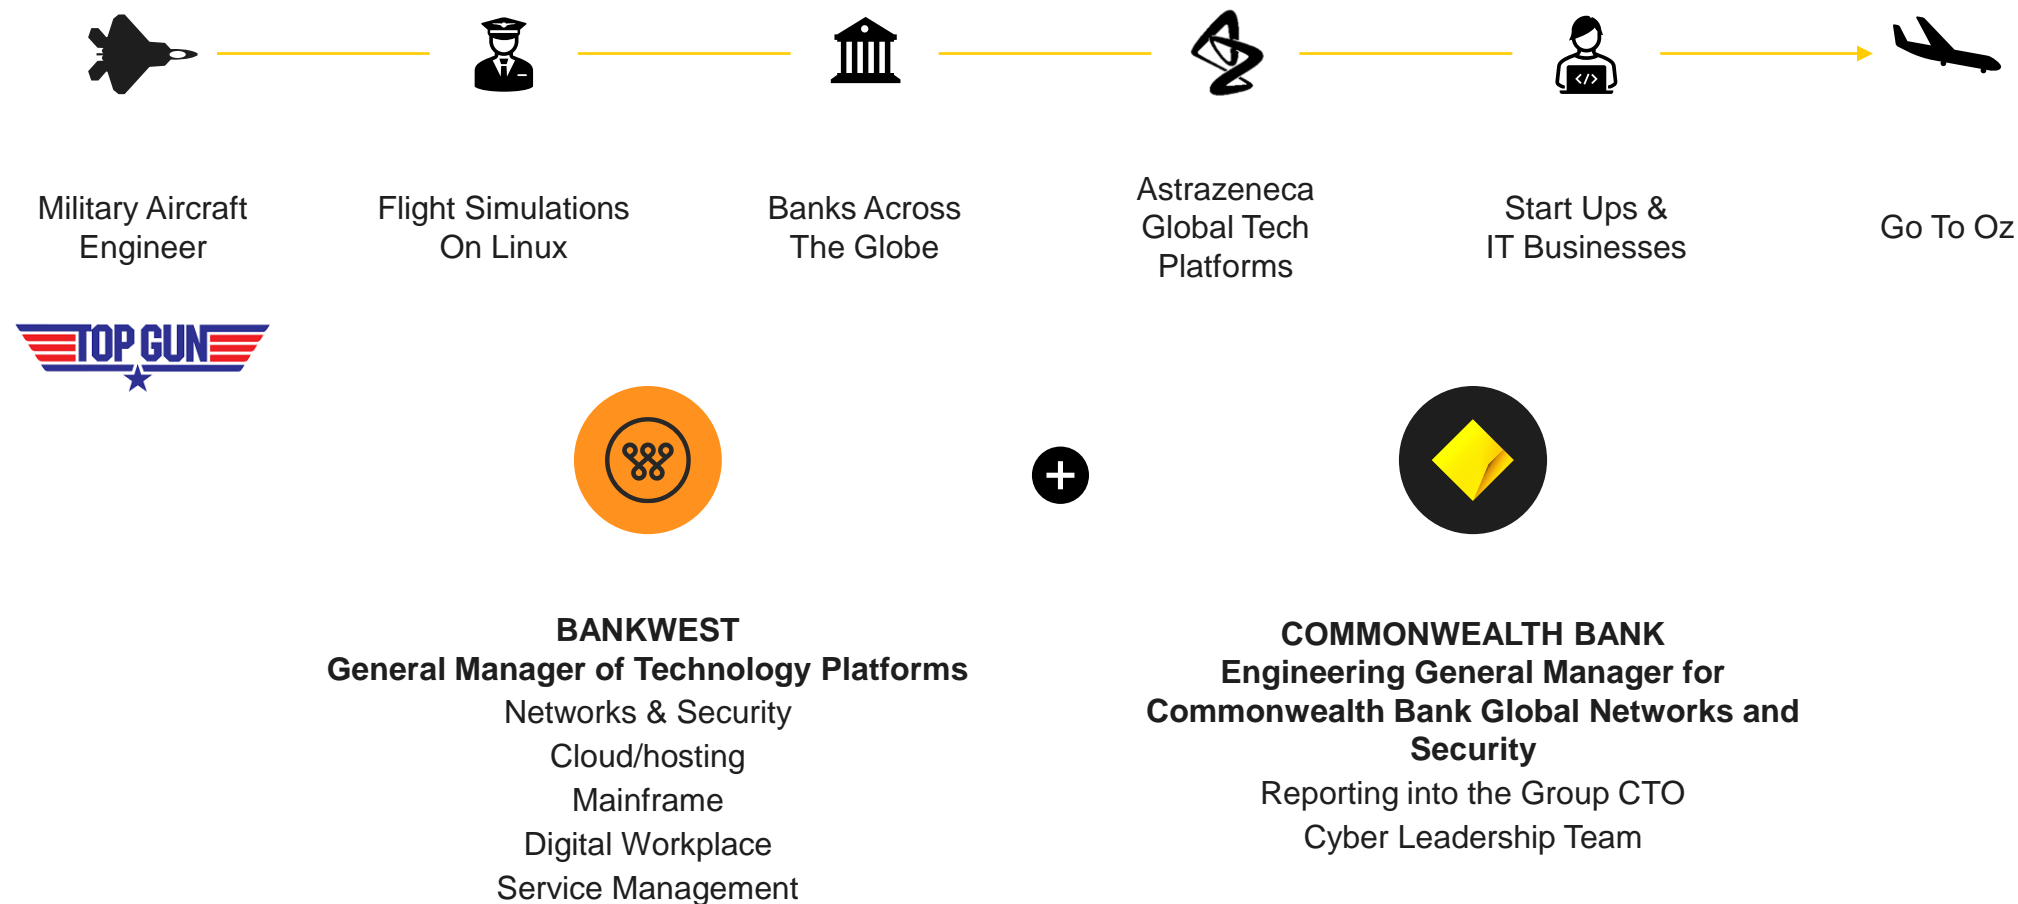 Military Aircraft
Engineer
Flight Simulations
On Linux
Banks Across
The Globe
Astrazeneca
Global Tech
Platforms
Start Ups &
IT Businesses
Go To Oz
TOP GUN
BANKWEST
General Manager of Technology Platforms
Networks & Security
Cloud/hosting
Mainframe
Digital Workplace
Service Management
COMMONWEALTH BANK
Engineering General Manager for
Commonwealth Bank Global Networks and
Security
Reporting into the Group CTO
Cyber Leadership Team